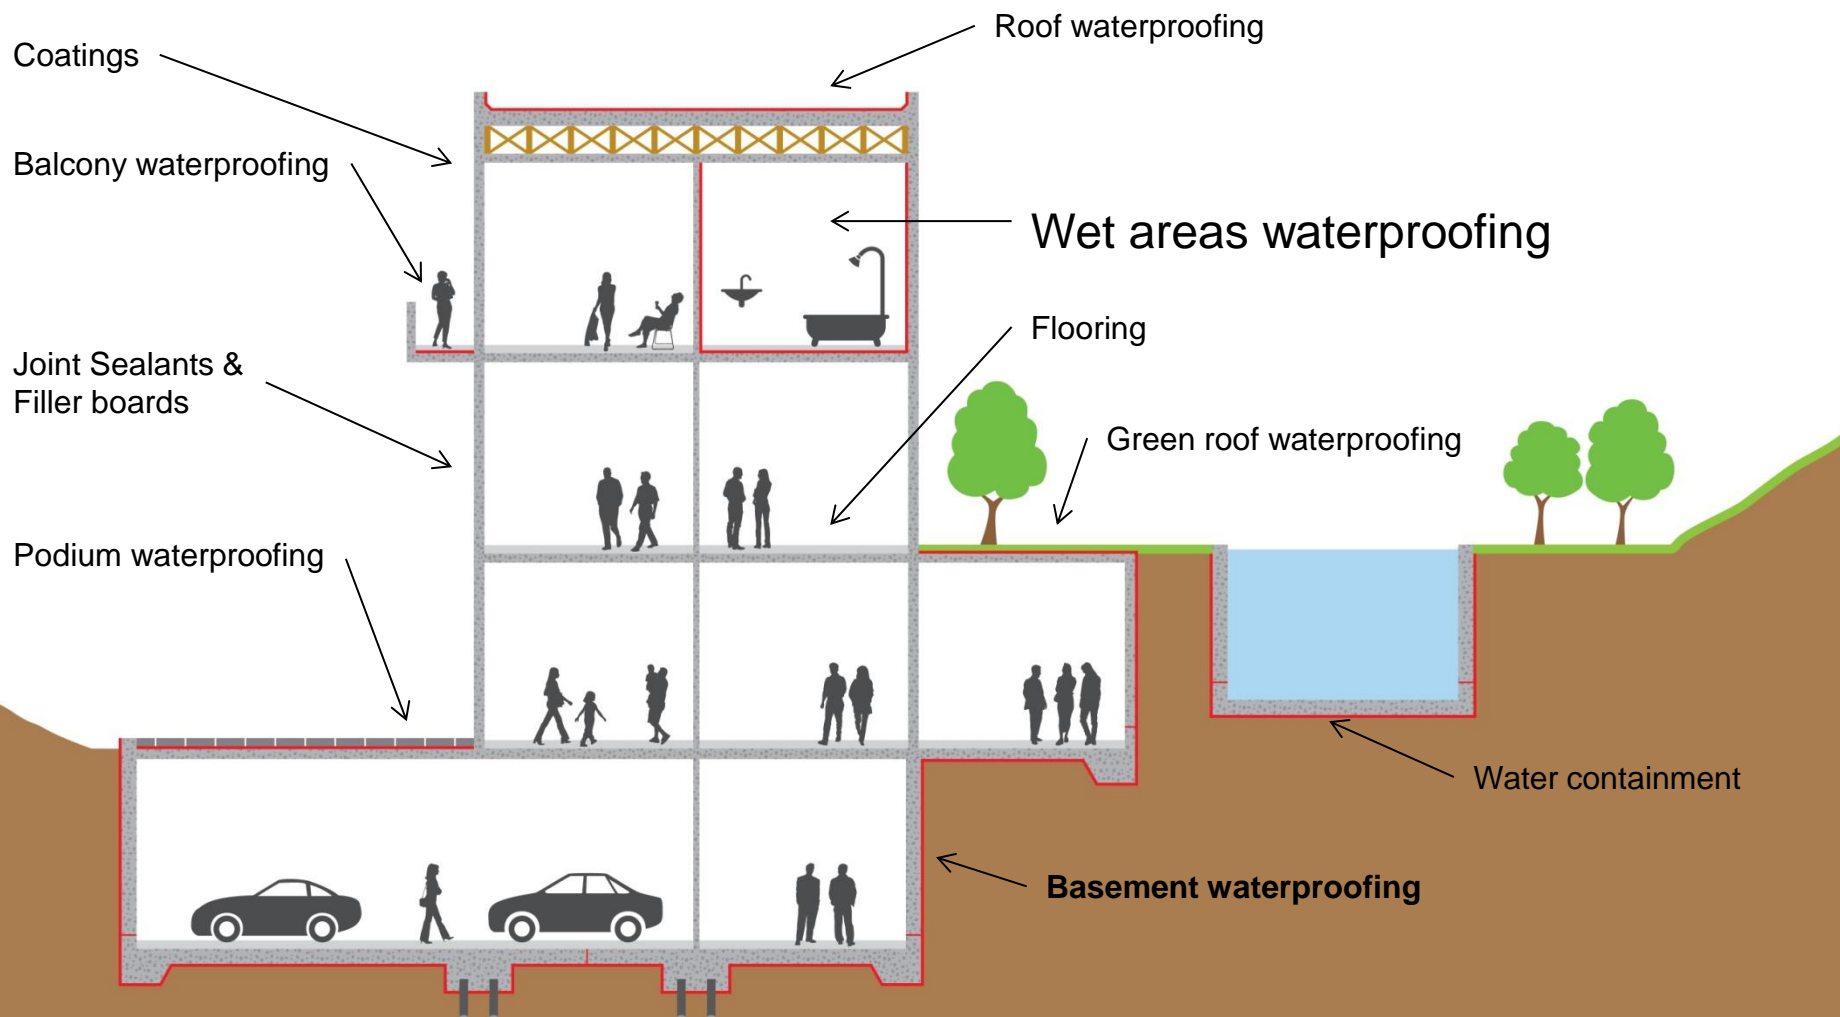 Roof waterproofing
Coatings
Balcony waterproofing
Wet areas waterproofing
Flooring
Joint Sealants &
Filler boards
Green roof waterproofing
Podium waterproofing
Water containment
Basement waterproofing